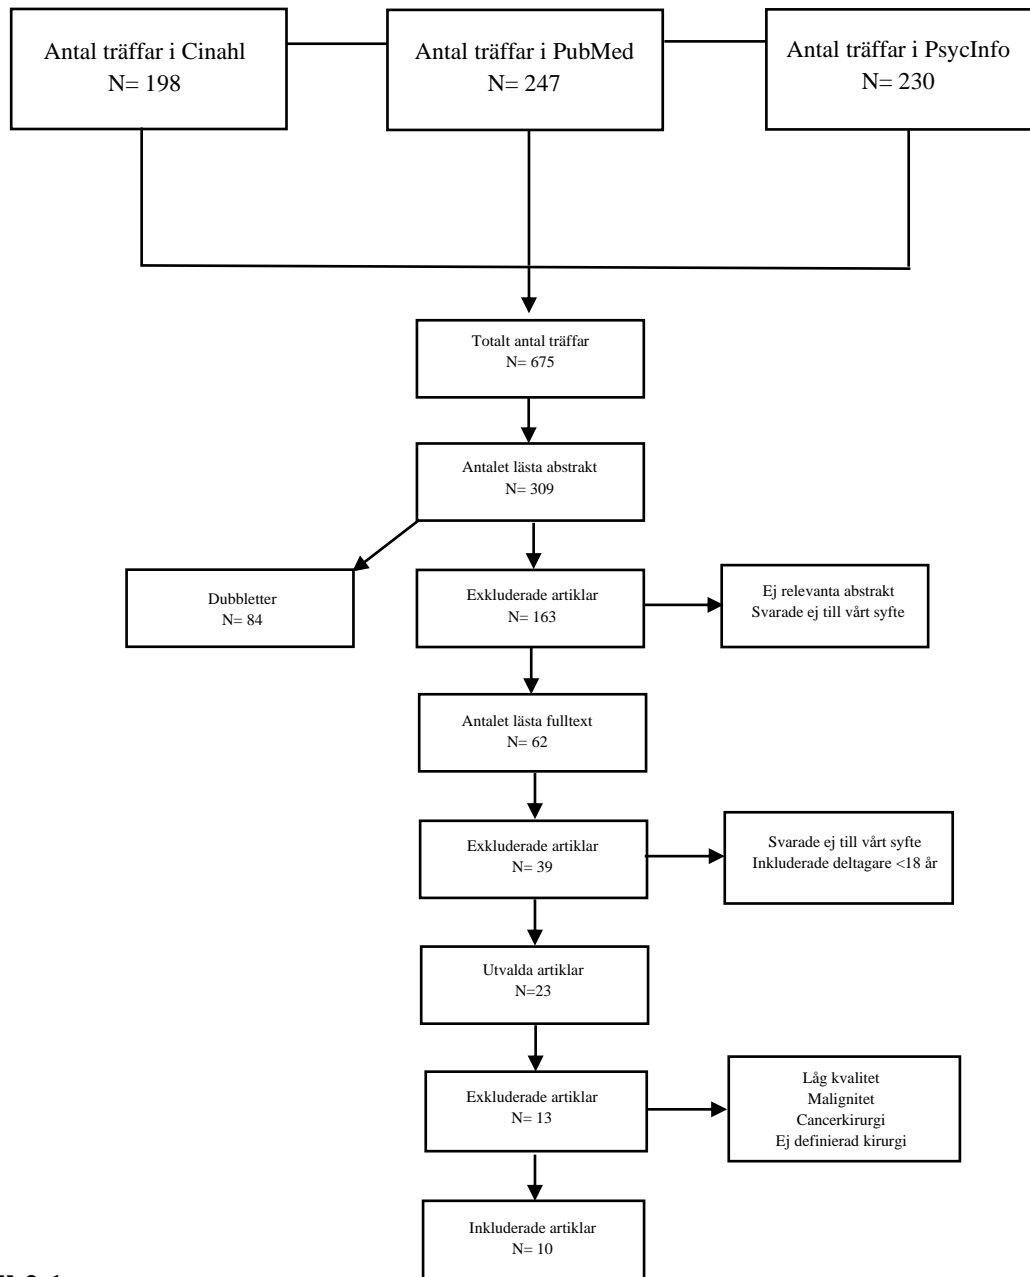 Antal träffar i Cinahl
N= 198
Antal träffar i PubMed
N= 247
Antal träffar i PsycInfo
N= 230
Totalt antal träffar
N= 675
Antalet lästa abstrakt
N= 309
Dubbletter
N= 84
Exkluderade artiklar
N= 163
Ej relevanta abstrakt
Svarade ej till vårt syfte
Antalet lästa fulltext
N= 62
Exkluderade artiklar
N= 39
Svarade ej till vårt syfte
Inkluderade deltagare <18 år
Utvalda artiklar
N=23
Exkluderade artiklar
N= 13
Låg kvalitet
Malignitet
Cancerkirurgi
Ej definierad kirurgi
Inkluderade artiklar
N= 10